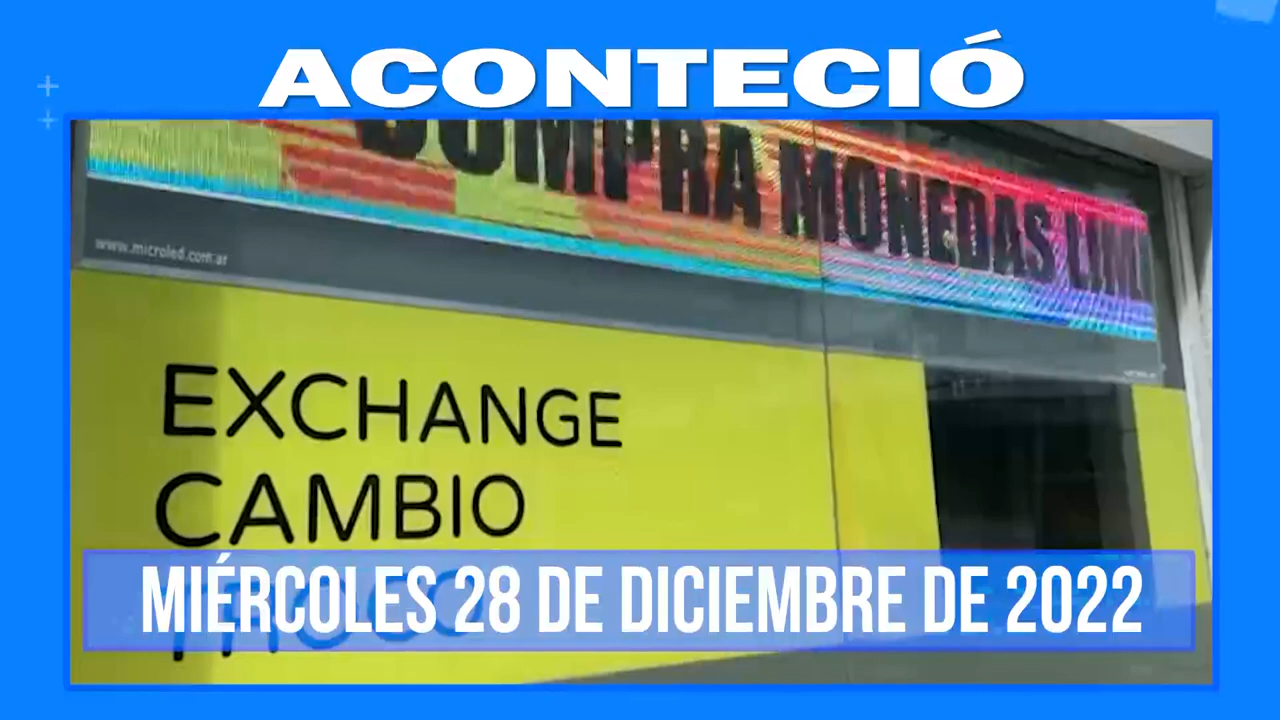 ACONTECIÓ
COMPRA MONEDAS
www.microled.com.ar
EXCHANGE
CAMBIO
MIÉRCOLES 28 DE DICIEMBRE DE 2022